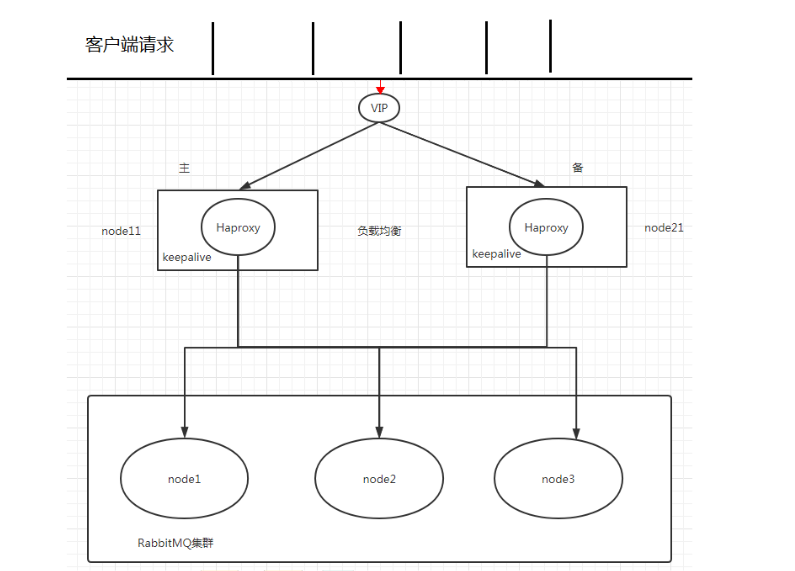 客户端请求
VIP
主
备
node11
Haproxy
keepalive
负载均衡
Haproxy
keepalive
node21
node1
node2
node3
RabbitMQ集群